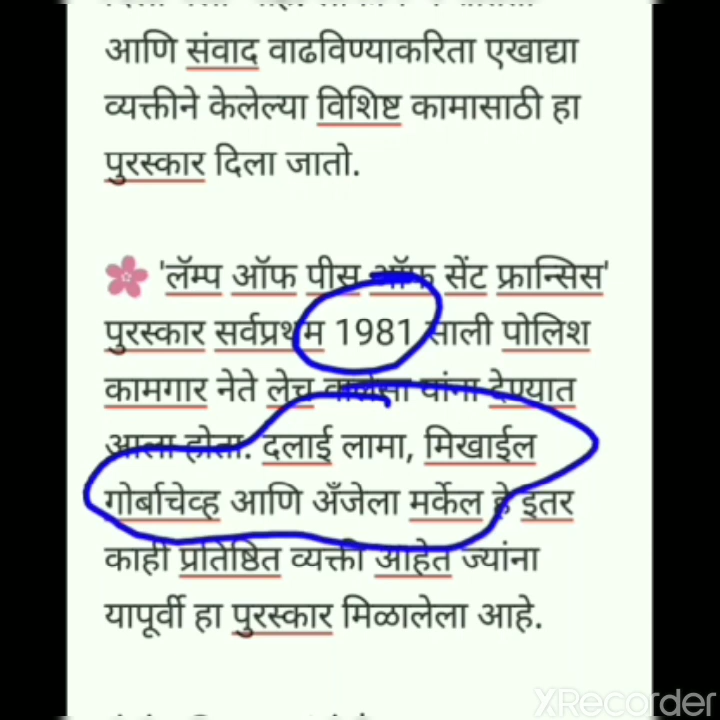 आणि संवाद वाढविण्याकरिता एखाद्या
व्यक्तीने केलेल्या विशिष्ट कामासाठी हा
पुरस्कार दिला जातो.
'लॅम्प ऑफ पीस ऑफ सेंट फ्रान्सिस'
पुरस्कार सर्वप्रथम 1981 साली पोलिश
कामगार नेते लेच वालेसा यांना देण्यात
आला होता. दलाई लामा, मिखाईल
गोर्बाचेव्ह आणि अँजेला मर्केल हे इतर
काही प्रतिष्ठित व्यक्ती आहेत ज्यांना
यापूर्वी हा पुरस्कार मिळालेला आहे.
XRecorder